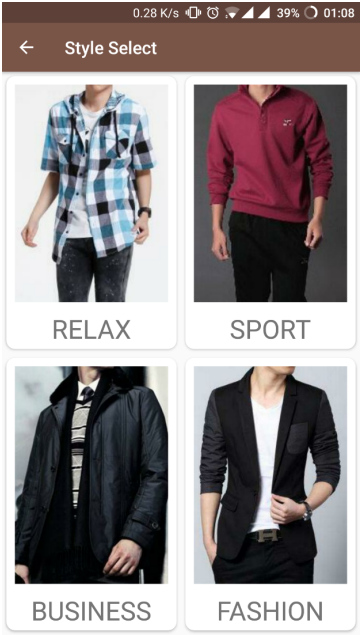 0.28 K/s 39% 01:08
Style Select
RELAX
SPORT
BUSINESS
FASHION